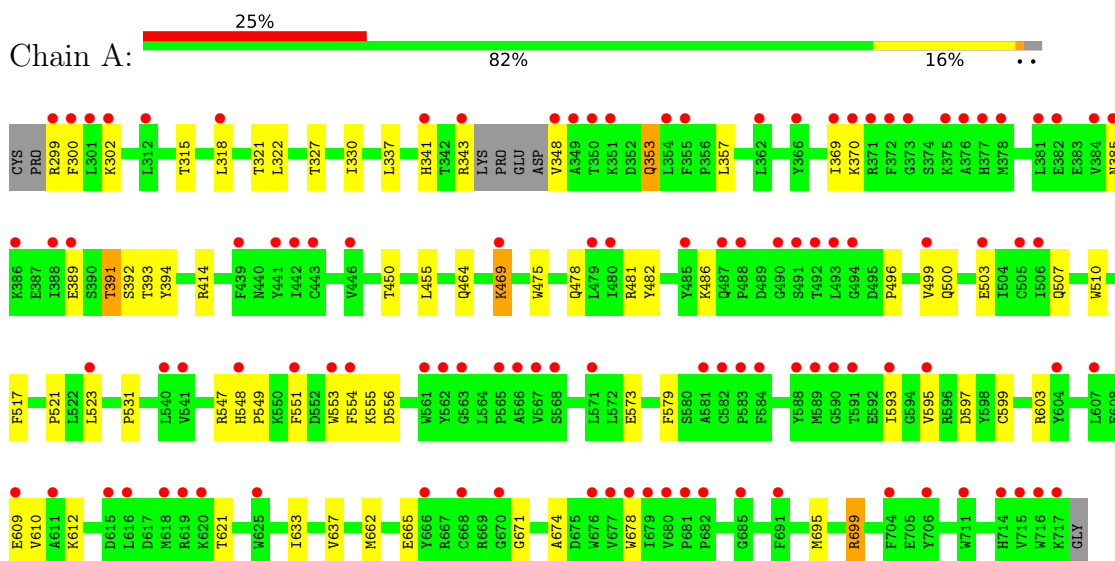 25%
Chain A:
82% 16% • •
CYS PRO R299 F300 L301 K302 L312 T315 L318 T321 L322 T327 I330 L337 H341 T342 R343 LYS PRO GLU ASP V348 A349 T350 K351 D352 Q353 L354 F355 P356 L357 L362 Y366 I369 K370 R371 F372 G373 S374 K375 A376 H377 M378 L381 E382 E383 V384 N385
K386 E387 I388 E389 S390 T391 S392 T393 Y394 R414 F439 N440 Y441 I442 C443 V446 T450 L455 Q464 K469 W475 Q478 L479 I480 R481 Y482 Y485 K486 Q487 P488 D489 G490 S491 T492 L493 G494 D495 P496 V499 Q500 E503 I504 C505 I506 Q507 W510
F517 P521 L522 L523 P531 L540 V541 R547 H548 P549 K550 F551 D552 W553 F554 K555 D556 W561 Y562 G563 L564 P565 A566 V567 S568 L571 L572 E573 F579 S580 A581 C582 P583 F584 Y588 M589 G590 T591 E592 I593 G594 V595 R596 D597 Y598 C599 R603 Y604 L607
E609 V610 A611 K612 D615 L616 D617 M618 R619 K620 T621 W625 I633 V637 M662 E665 Y666 R667 C668 R669 G670 G671 A674 D675 W676 V677 W678 I679 V680 P681 P682 G685 F691 M695 R699 F704 E705 Y706 W711 H714 V715 W716 K717 GLY